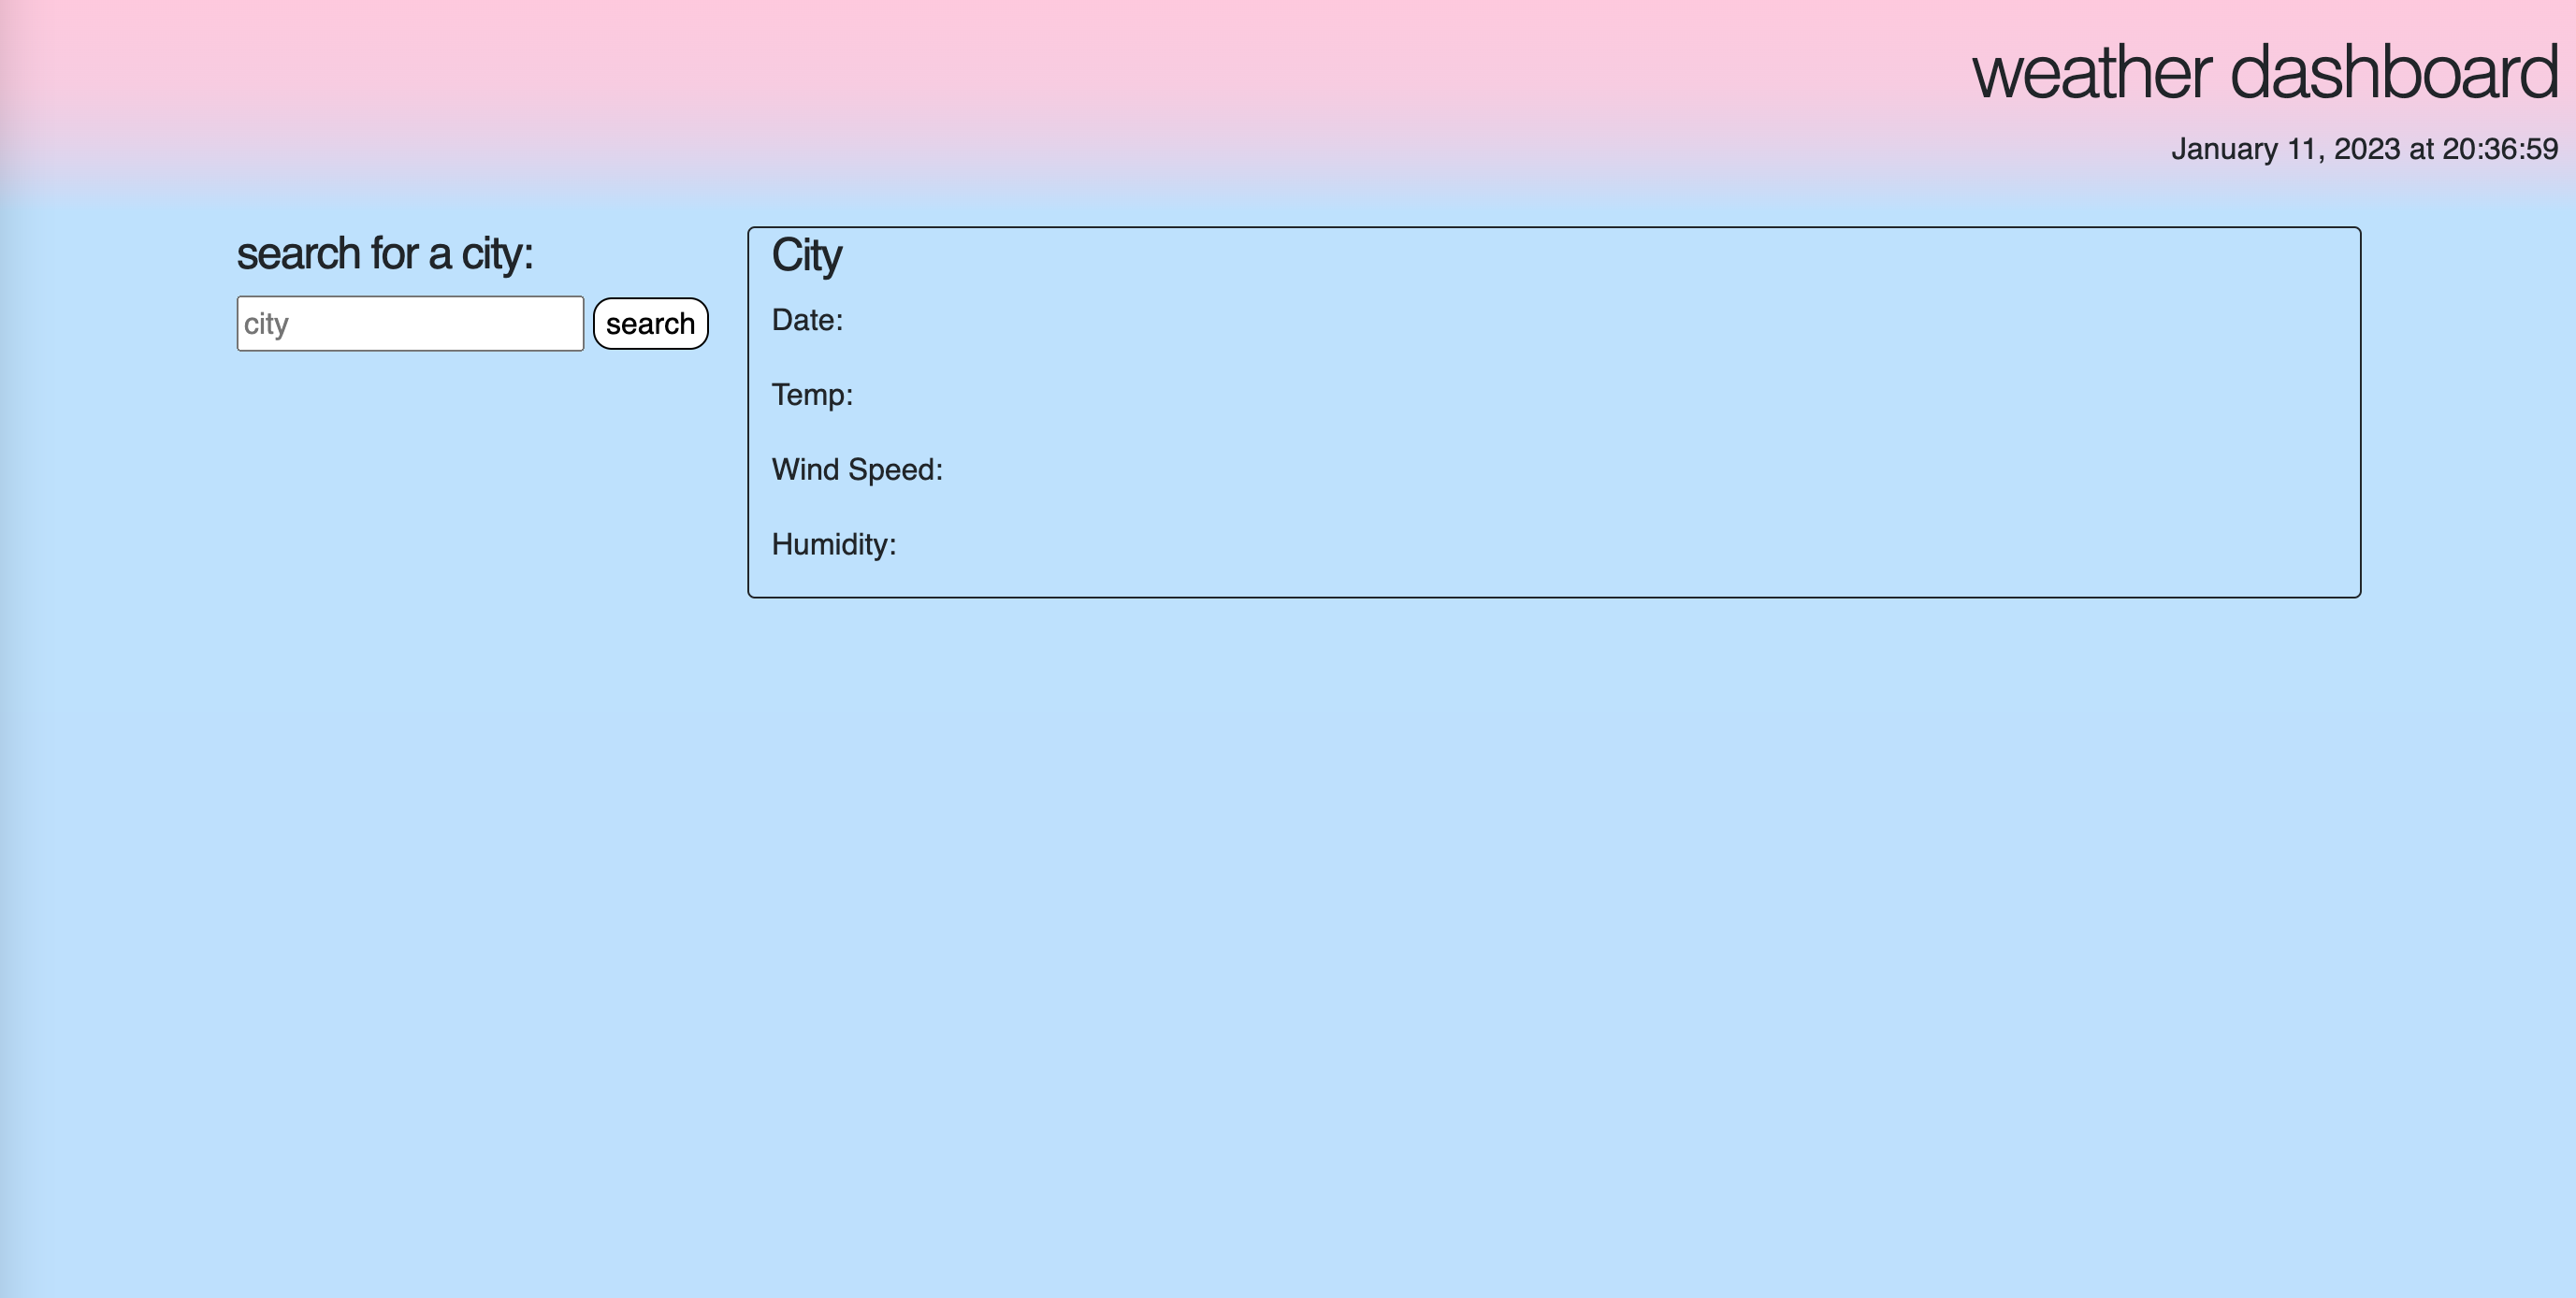 weather dashboard
January 11, 2023 at 20:36:59
search for a city:
city
search
City
Date:
Temp:
Wind Speed:
Humidity: